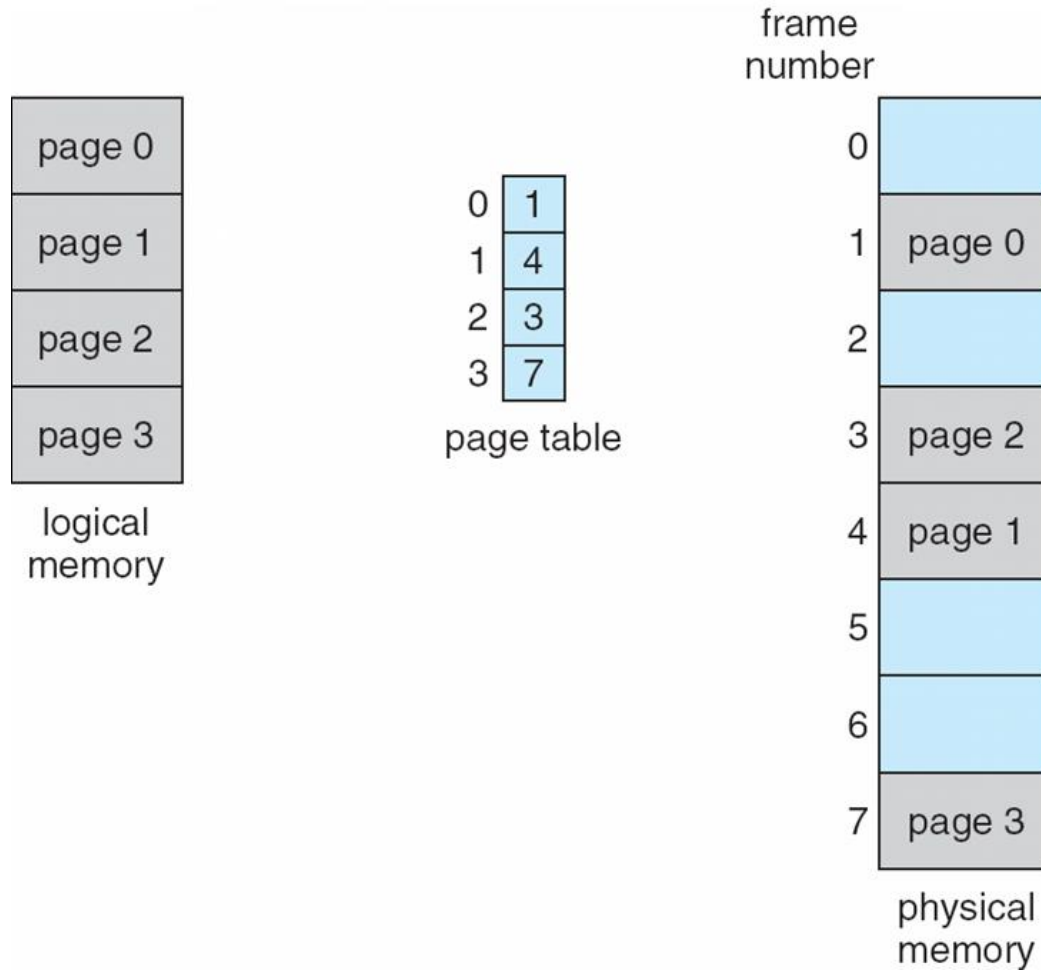 page 0
page 1
page 2
page 3
logical
memory
0 1
1 4
2 3
3 7
page table
frame
number
0
1 page 0
2
3 page 2
4 page 1
5
6
7 page 3
physical
memory